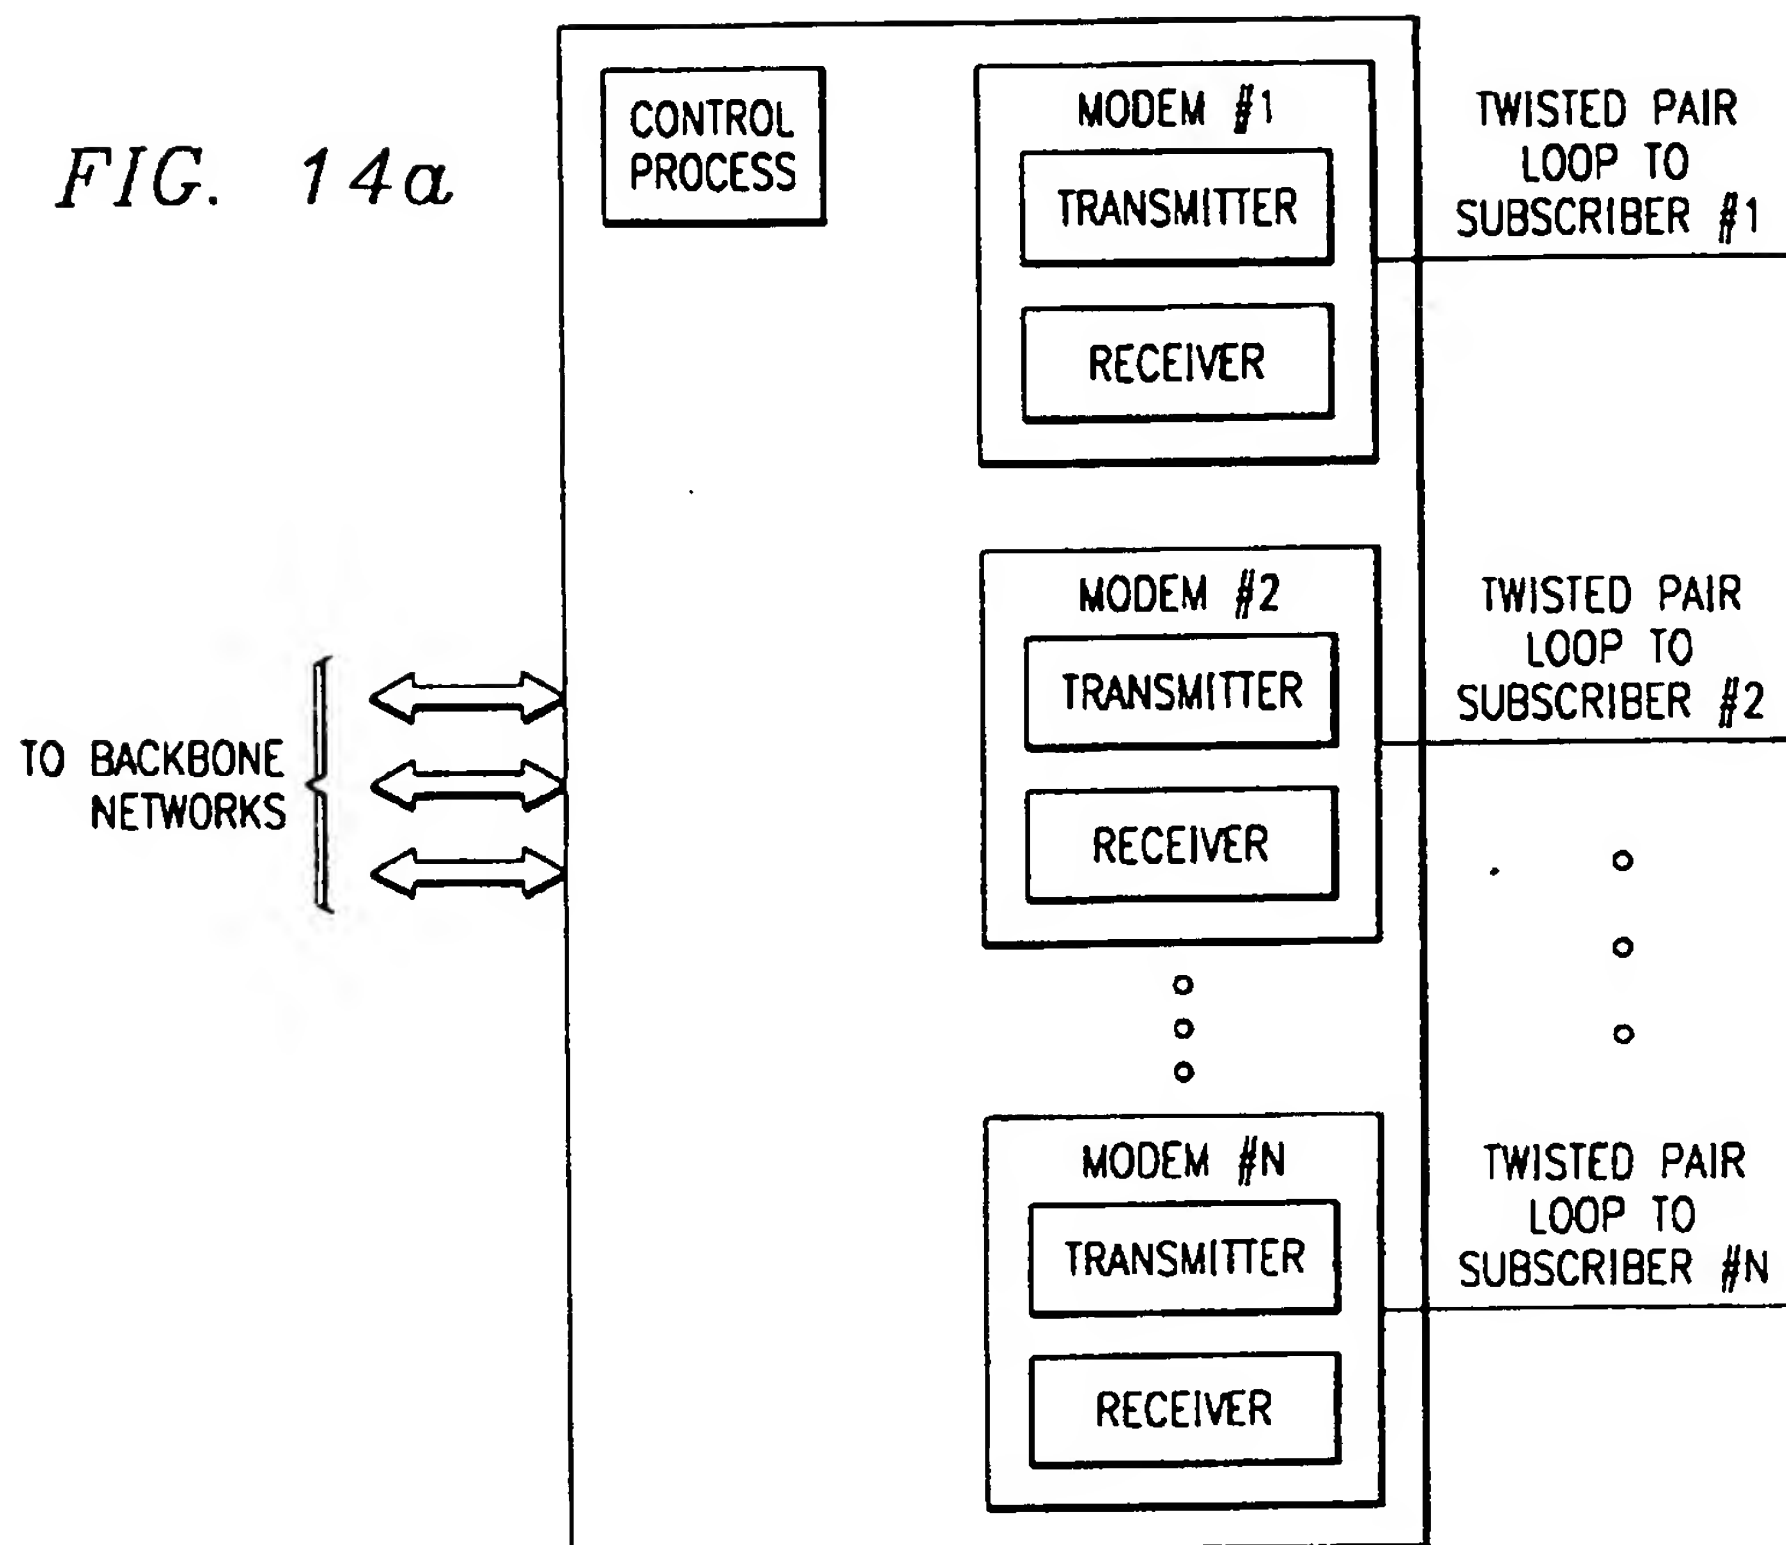 FIG. 14a
CONTROL
PROCESS
MODEM #1
TRANSMITTER
RECEIVER
TWISTED PAIR
LOOP TO
SUBSCRIBER #1
MODEM #2
TRANSMITTER
RECEIVER
TWISTED PAIR
LOOP TO
SUBSCRIBER #2
TO BACKBONE
NETWORKS
MODEM #N
TRANSMITTER
RECEIVER
TWISTED PAIR
LOOP TO
SUBSCRIBER #N